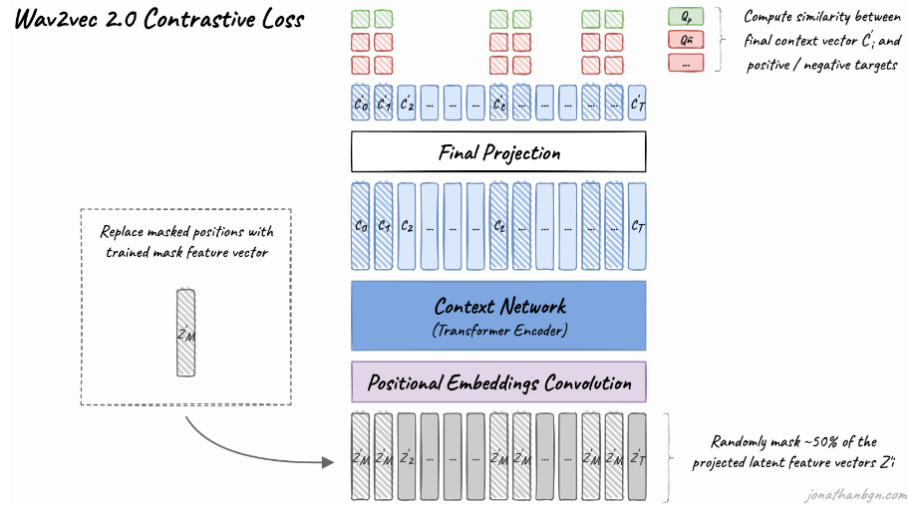 Wav2vec 2.0 Contrastive Loss
Qp
Qñ
...
Compute similarity between
final context vector C'i and
positive / negative targets
C'0 C'1 C'2 ... ... ... C't ... ... ... ... ... C'T
Final Projection
C0 C1 C2 ... ... ... Ct ... ... ... ... ... CT
Replace masked positions with
trained mask feature vector
Z'M
Context Network
(Transformer Encoder)
Positional Embeddings Convolution
Z'M Z'M Z'2 ... ... ... Z'M Z'M ... ... Z'M Z'M Z'T
Randomly mask ~50% of the
projected latent feature vectors Z'i
jonathanbgn.com